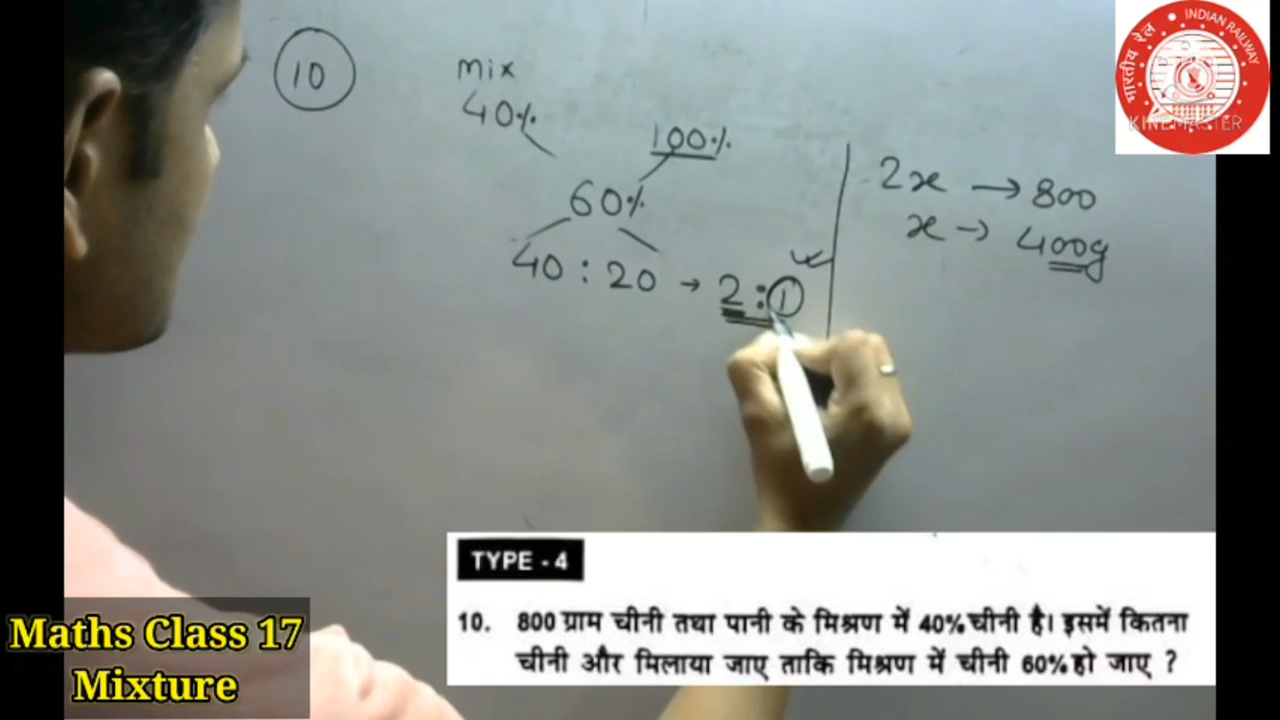 भारतीय रेल INDIAN RAILWAY
KINEMASTER
10
mix
40%
100%
60%
40 : 20 → 2 : 1
2x → 800
x → 400g
TYPE - 4
10. 800 ग्राम चीनी तथा पानी के मिश्रण में 40% चीनी है। इसमें कितना
चीनी और मिलाया जाए ताकि मिश्रण में चीनी 60% हो जाए ?
Maths Class 17
Mixture